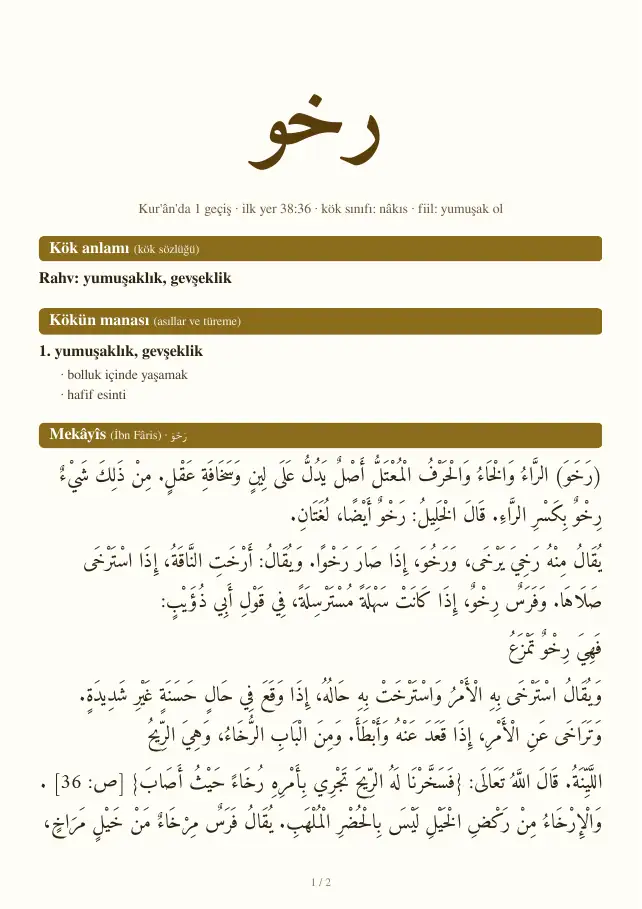 رخو
Kur'ân'da 1 geçiş · ilk yer 38:36 · kök sınıfı: nâkıs · fiil: yumuşak ol
Kök anlamı (kök sözlüğü)
Rahv: yumuşaklık, gevşeklik
Kökün manası (asıllar ve türeme)
1. yumuşaklık, gevşeklik
· bolluk içinde yaşamak
· hafif esinti
Mekâyîs (İbn Fâris) · رَخَوَ
(رَخَوَ) الرَّاءُ وَالْخَاءُ وَالْحَرْفُ الْمُعْتَلُّ أَصْلٌ يَدُلُّ عَلَى لِينٍ وَسَخَافَةِ عَقْلٍ. مِنْ ذَلِكَ شَيْءٌ
رِخْوٌ بِكَسْرِ الرَّاءِ. قَالَ الْخَلِيلُ: رَخْوٌ أَيْضًا، لُغَتَانِ.
يُقَالُ مِنْهُ رَخِيَ يَرْخَى، وَرَخُوَ، إِذَا صَارَ رَخْوًا. وَيُقَالُ: أَرْخَتِ النَّاقَةُ، إِذَا اسْتَرْخَى
صَلَاهَا. وَفَرَسٌ رِخْوٌ، إِذَا كَانَتْ سَهْلَةً مُسْتَرْسِلَةً، فِي قَوْلِ أَبِي ذُؤَيْبٍ:
فَهِيَ رِخْوٌ تَمْزَعُ
وَيُقَالُ اسْتَرْخَى بِهِ الْأَمْرُ وَاسْتَرْخَتْ بِهِ حَالُهُ، إِذَا وَقَعَ فِي حَالٍ حَسَنَةٍ غَيْرِ شَدِيدَةٍ.
وَتَرَاخَى عَنِ الْأَمْرِ، إِذَا قَعَدَ عَنْهُ وَأَبْطَأَ. وَمِنَ الْبَابِ الرُّخَاءُ، وَهِيَ الرِّيحُ
اللَّيِّنَةُ. قَالَ اللَّهُ تَعَالَى: {فَسَخَّرْنَا لَهُ الرِّيحَ تَجْرِي بِأَمْرِهِ رُخَاءً حَيْثُ أَصَابَ} [ص: 36] .
وَالْإِرْخَاءُ مِنْ رَكْضِ الْخَيْلِ لَيْسَ بِالْحُضْرِ الْمُلْهَبِ. يُقَالُ فَرَسٌ مِرْخَاءٌ مَنْ خَيْلٍ مَرَاخٍ،
1 / 2